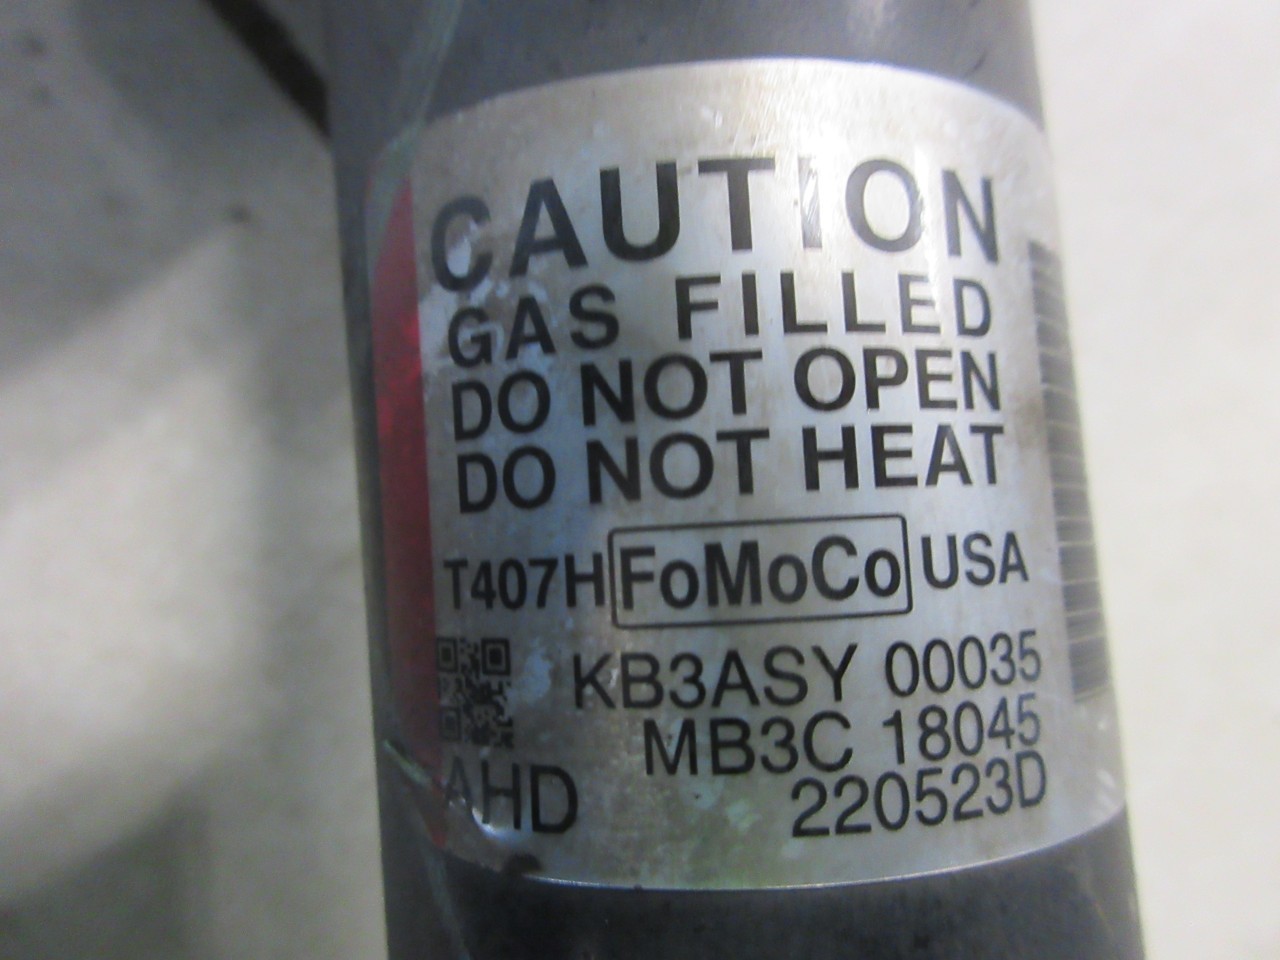 CAUTION
GAS FILLED
DO NOT OPEN
DO NOT HEAT
T407H FoMoCo USA
KB3ASY 00035
MB3C 18045
AHD 220523D